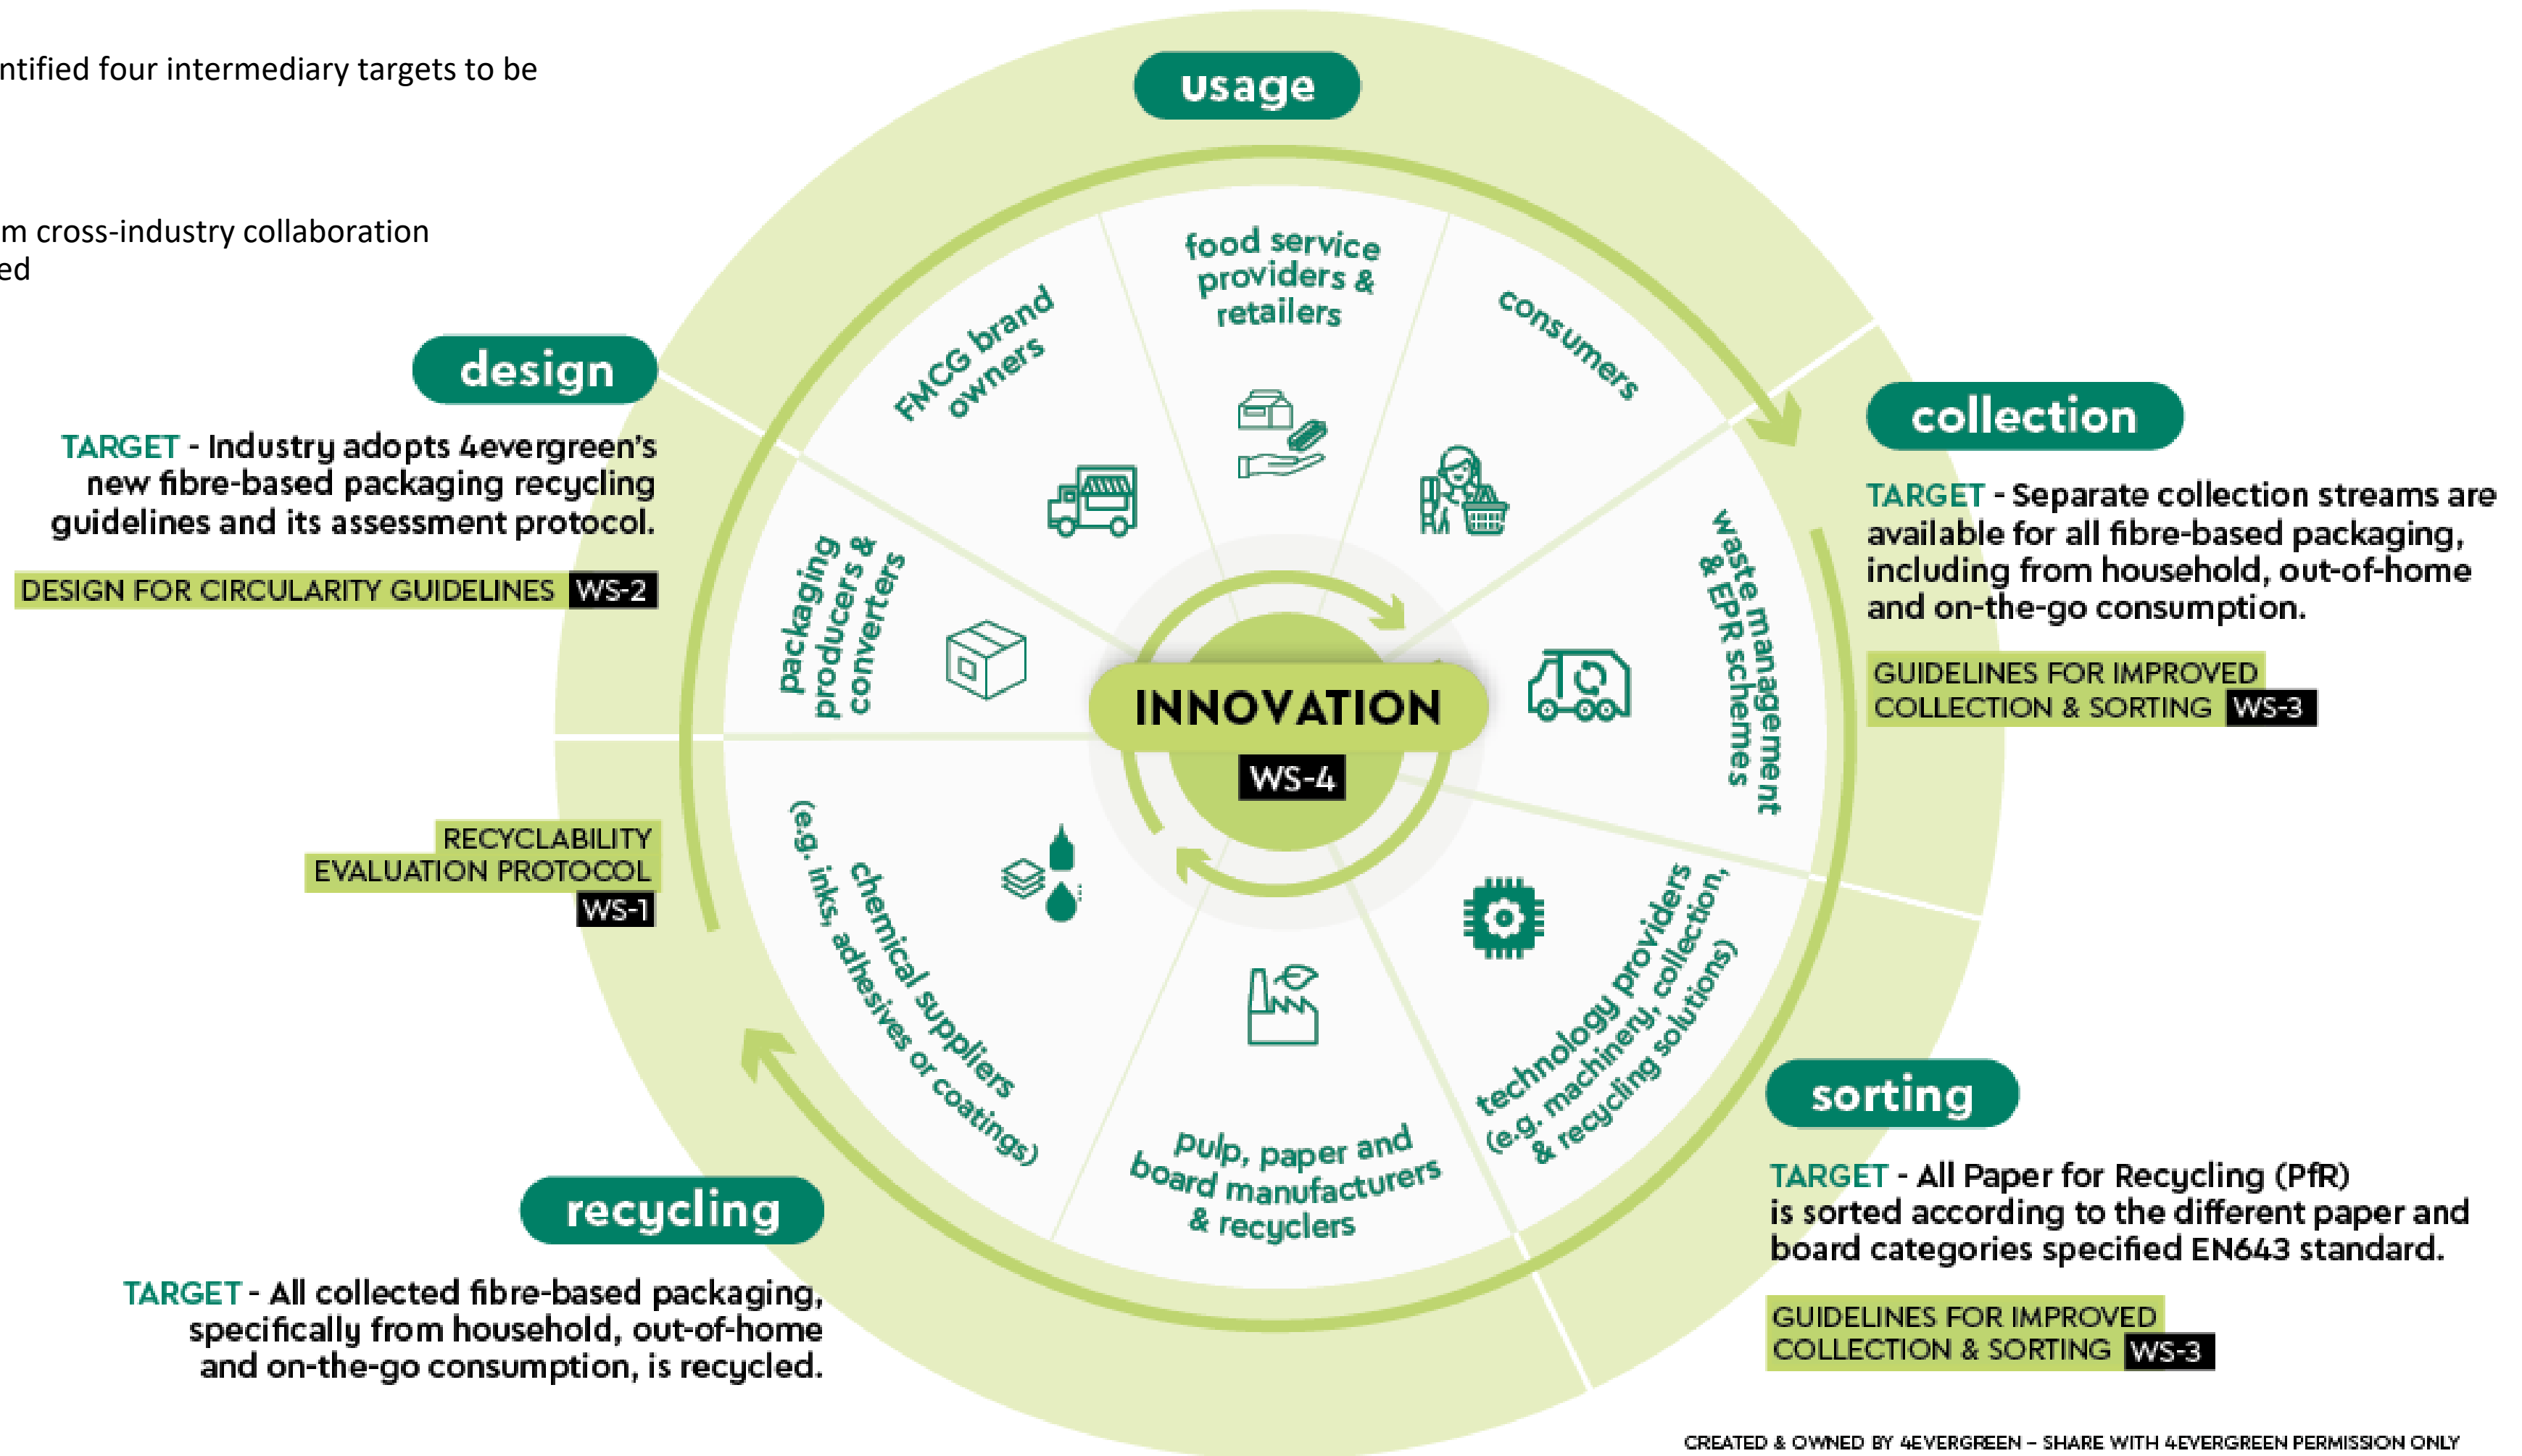 ntified four intermediary targets to be
m cross-industry collaboration
ed
usage
food service
providers &
retailers
FMCG brand
owners
consumers
design
TARGET - Industry adopts 4evergreen's
new fibre-based packaging recycling
guidelines and its assessment protocol.
DESIGN FOR CIRCULARITY GUIDELINES WS-2
packaging
producers &
converters
collection
TARGET - Separate collection streams are
available for all fibre-based packaging,
including from household, out-of-home
and on-the-go consumption.
GUIDELINES FOR IMPROVED
COLLECTION & SORTING WS-3
waste management
& EPR schemes
INNOVATION
WS-4
RECYCLABILITY
EVALUATION PROTOCOL
WS-1
chemical suppliers
(e.g. inks, adhesives or coatings)
technology providers
(e.g. machinery, collection,
& recycling solutions)
pulp, paper and
board manufacturers
& recyclers
sorting
TARGET - All Paper for Recycling (PfR)
is sorted according to the different paper and
board categories specified EN643 standard.
GUIDELINES FOR IMPROVED
COLLECTION & SORTING WS-3
recycling
TARGET - All collected fibre-based packaging,
specifically from household, out-of-home
and on-the-go consumption, is recycled.
CREATED & OWNED BY 4EVERGREEN – SHARE WITH 4EVERGREEN PERMISSION ONLY